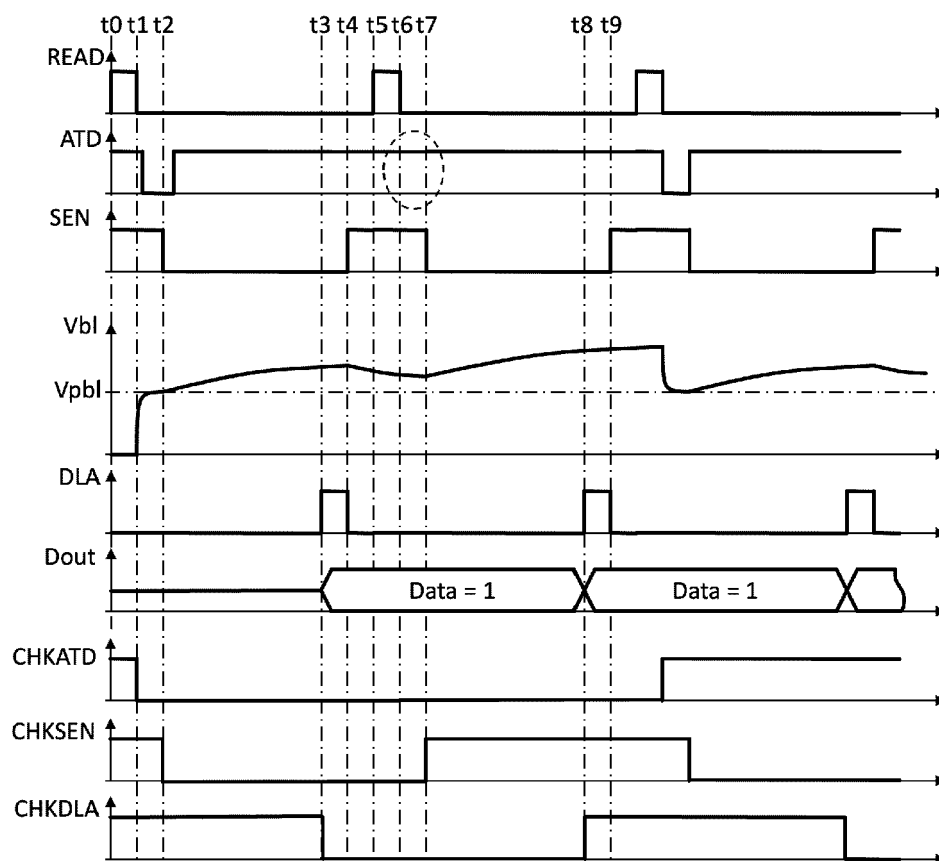 t0 t1 t2 t3 t4 t5 t6 t7 t8 t9
READ
ATD
SEN
Vbl
Vpbl
DLA
Dout
Data = 1 Data = 1
CHKATD
CHKSEN
CHKDLA